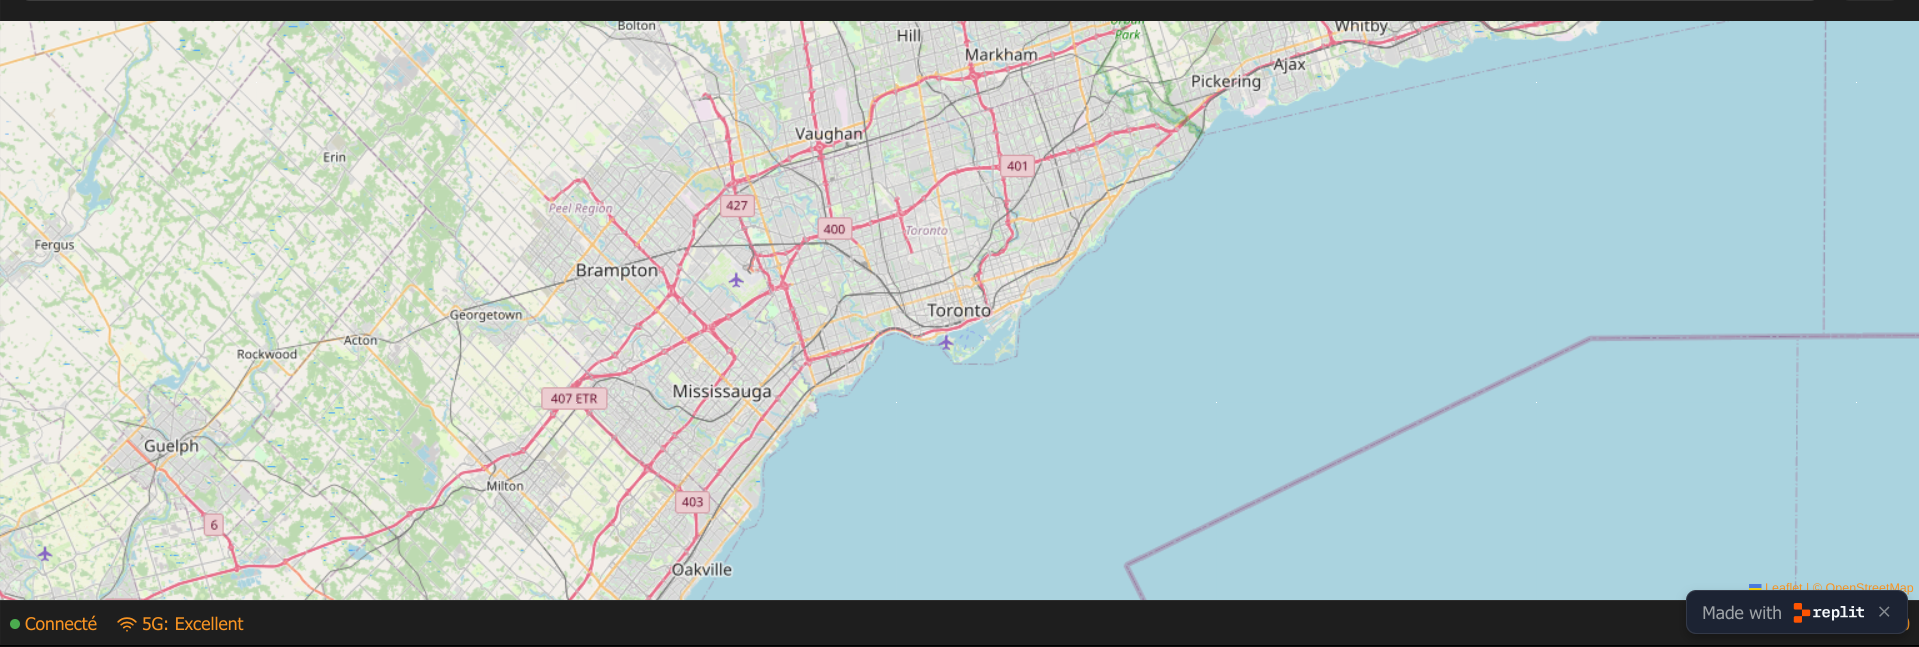 Bolton
Hill
Urban
Park
Whitby
Markham
Ajax
Pickering
Vaughan
Erin
401
Peel Region
427
400
Toronto
Fergus
Brampton
Georgetown
Toronto
Acton
Rockwood
Mississauga
407 ETR
Guelph
Milton
403
6
Oakville
Leaflet | © OpenStreetMap
Connecté 5G: Excellent
Made with replit ×